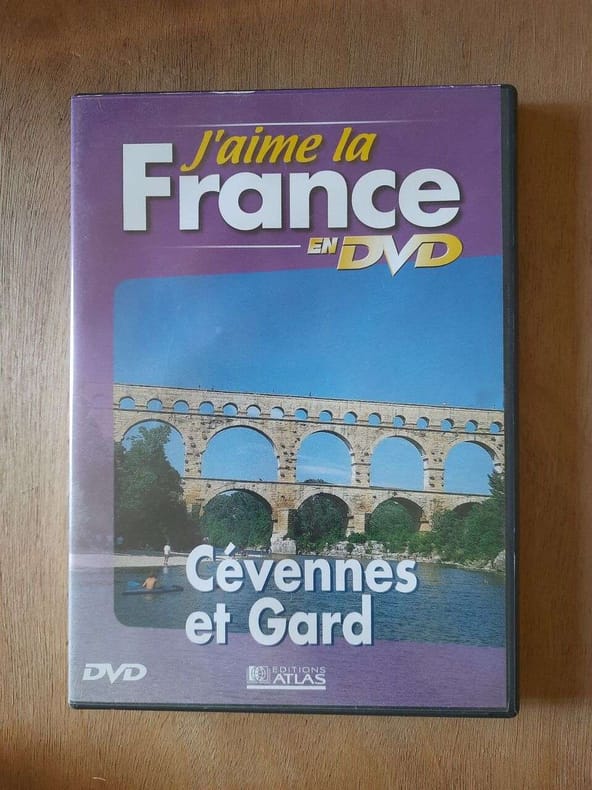 J'aime la
France
EN DVD
Cévennes
et Gard
DVD
EDITIONS
ATLAS